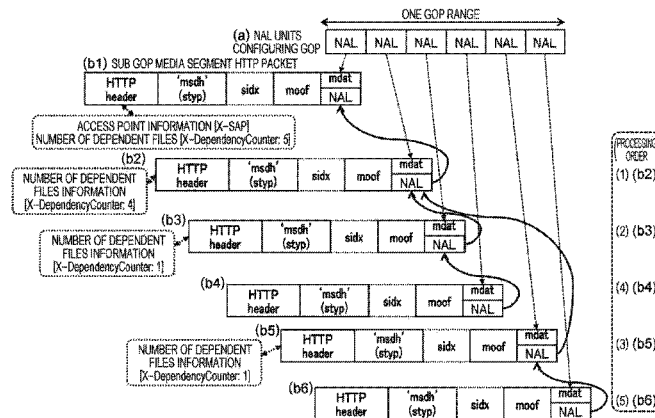 ONE GOP RANGE
(a) NAL UNITS
CONFIGURING GOP
NAL NAL NAL NAL NAL NAL
(b1) SUB GOP MEDIA SEGMENT HTTP PACKET
HTTP
header
'msdh'
(styp)
sidx
moof
mdat
NAL
ACCESS POINT INFORMATION [X-SAP]
NUMBER OF DEPENDENT FILES [X-DependencyCounter: 5]
(b2)
HTTP
header
'msdh'
(styp)
sidx
moof
mdat
NAL
NUMBER OF DEPENDENT
FILES INFORMATION
[X-DependencyCounter: 4]
(b3)
HTTP
header
'msdh'
(styp)
sidx
moof
mdat
NAL
NUMBER OF DEPENDENT
FILES INFORMATION
[X-DependencyCounter: 1]
(b4)
HTTP
header
'msdh'
(styp)
sidx
moof
mdat
NAL
(b5)
HTTP
header
'msdh'
(styp)
sidx
moof
mdat
NAL
NUMBER OF DEPENDENT
FILES INFORMATION
[X-DependencyCounter: 1]
(b6)
HTTP
header
'msdh'
(styp)
sidx
moof
mdat
NAL
PROCESSING
ORDER
(1) (b2)
(2) (b3)
(4) (b4)
(3) (b5)
(5) (b6)